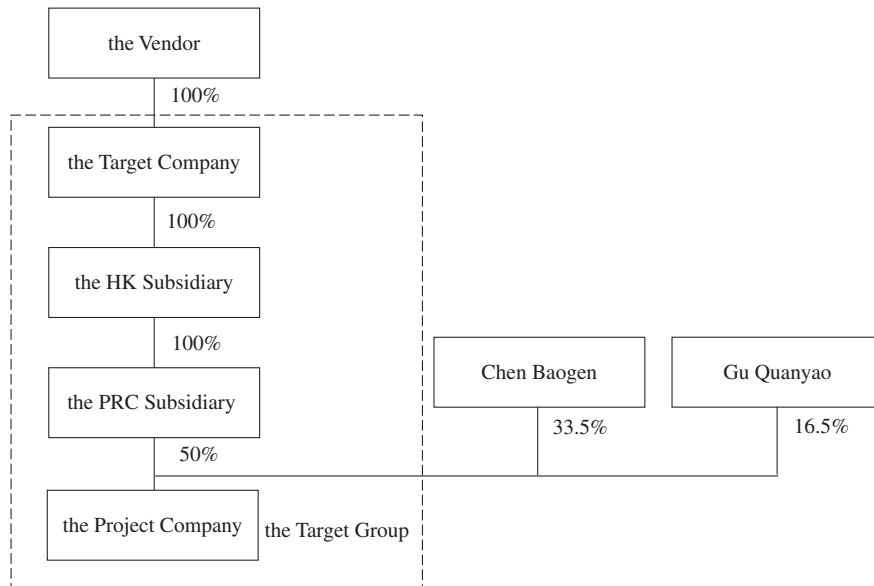 the Vendor
100%
the Target Company
100%
the HK Subsidiary
100%
the PRC Subsidiary
Chen Baogen
Gu Quanyao
50%
33.5%
16.5%
the Project Company
the Target Group